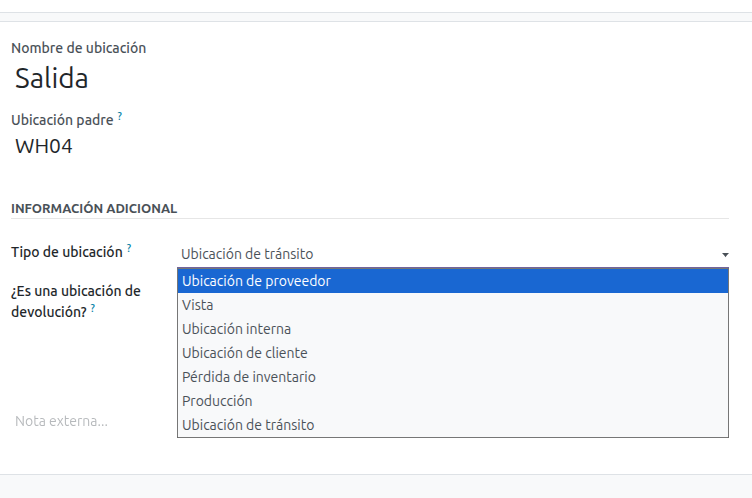 Nombre de ubicación
Salida
Ubicación padre ?
WH04
INFORMACIÓN ADICIONAL
Tipo de ubicación ?
Ubicación de tránsito
Ubicación de proveedor
¿Es una ubicación de
devolución? ?
Vista
Ubicación interna
Ubicación de cliente
Pérdida de inventario
Producción
Ubicación de tránsito
Nota externa...